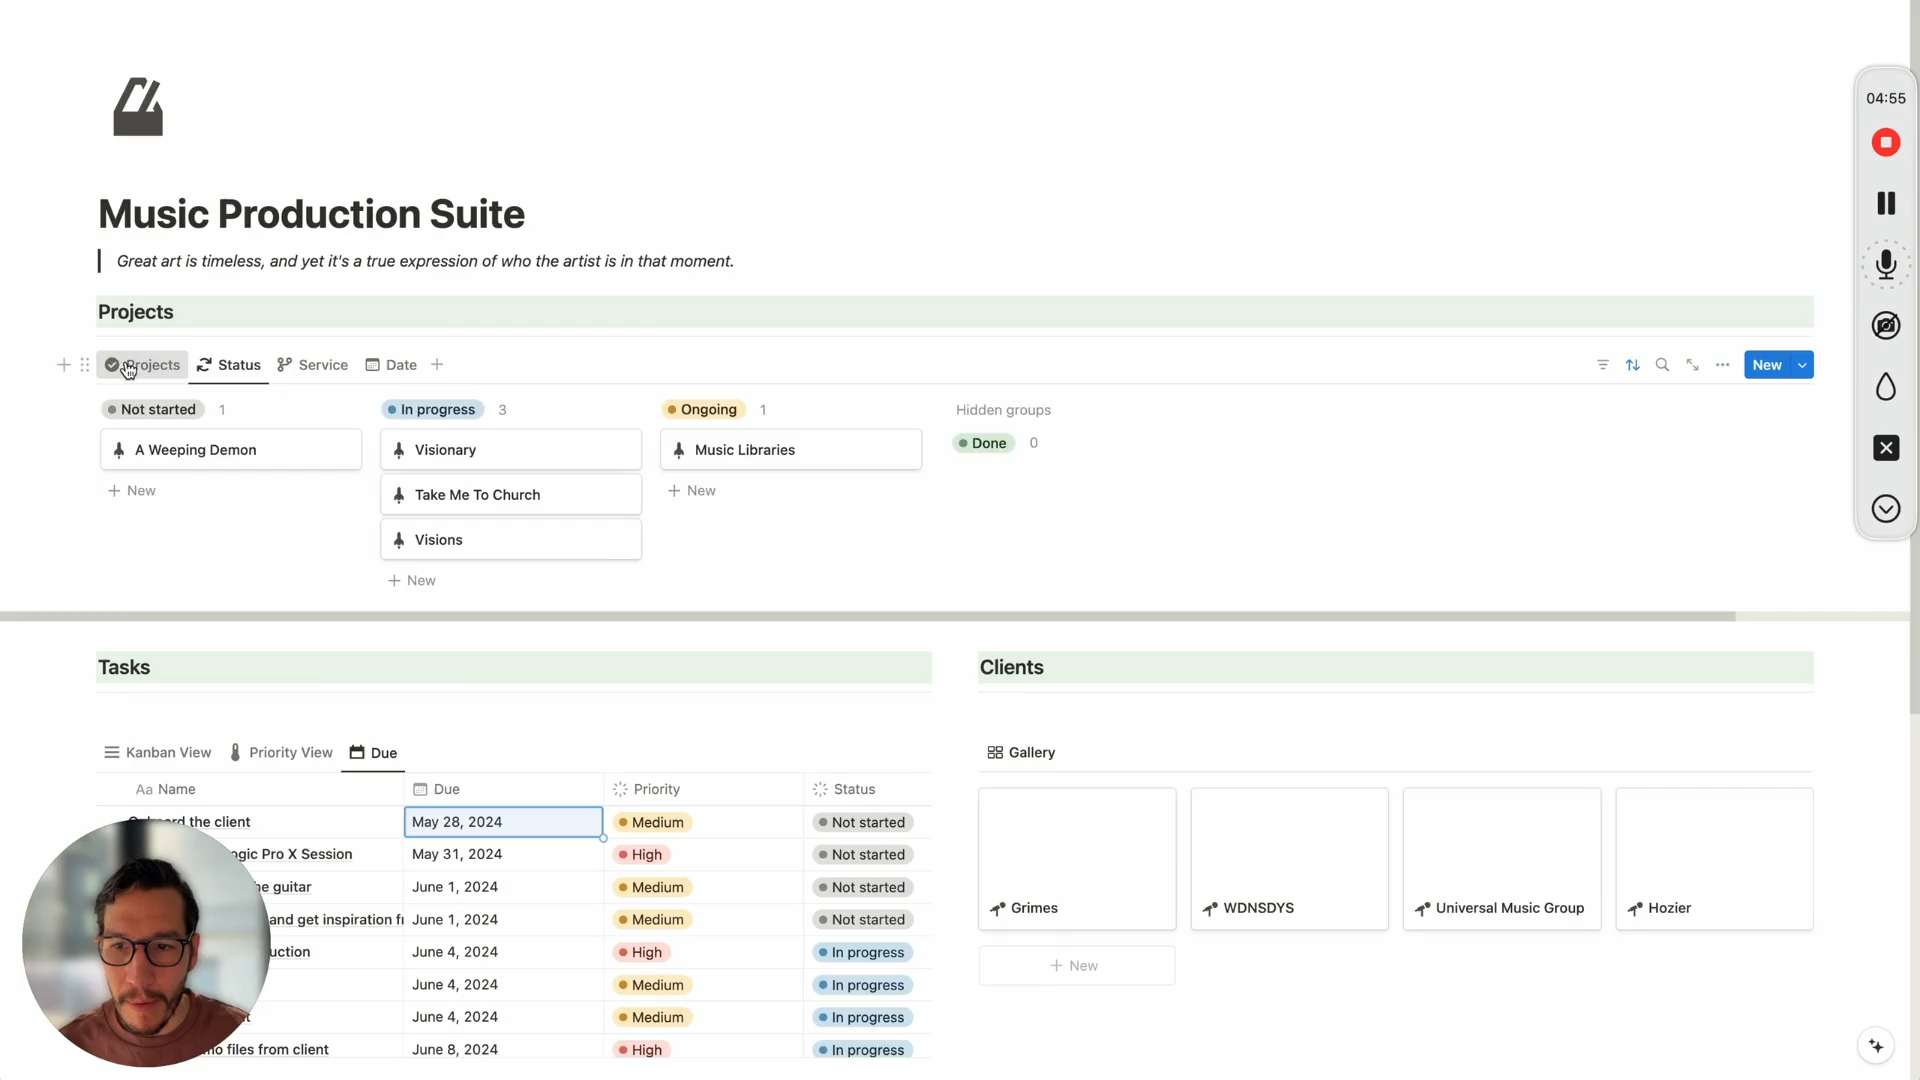 04:55
Music Production Suite
Great art is timeless, and yet it's a true expression of who the artist is in that moment.
Projects
Projects Status Service Date
New
Not started 1
In progress 3
Ongoing 1
Hidden groups
A Weeping Demon
Visionary
Music Libraries
Done 0
New
Take Me To Church
New
Visions
New
Tasks
Clients
Kanban View Priority View Due
Gallery
Aa Name Due Priority Status
the client May 28, 2024 Medium Not started
Pro X Session May 31, 2024 High Not started
guitar June 1, 2024 Medium Not started
and get inspiration June 1, 2024 Medium Not started
June 4, 2024 High In progress
June 4, 2024 Medium In progress
June 4, 2024 Medium In progress
files from client June 8, 2024 High In progress
Grimes
WDNSDYS
Universal Music Group
Hozier
New